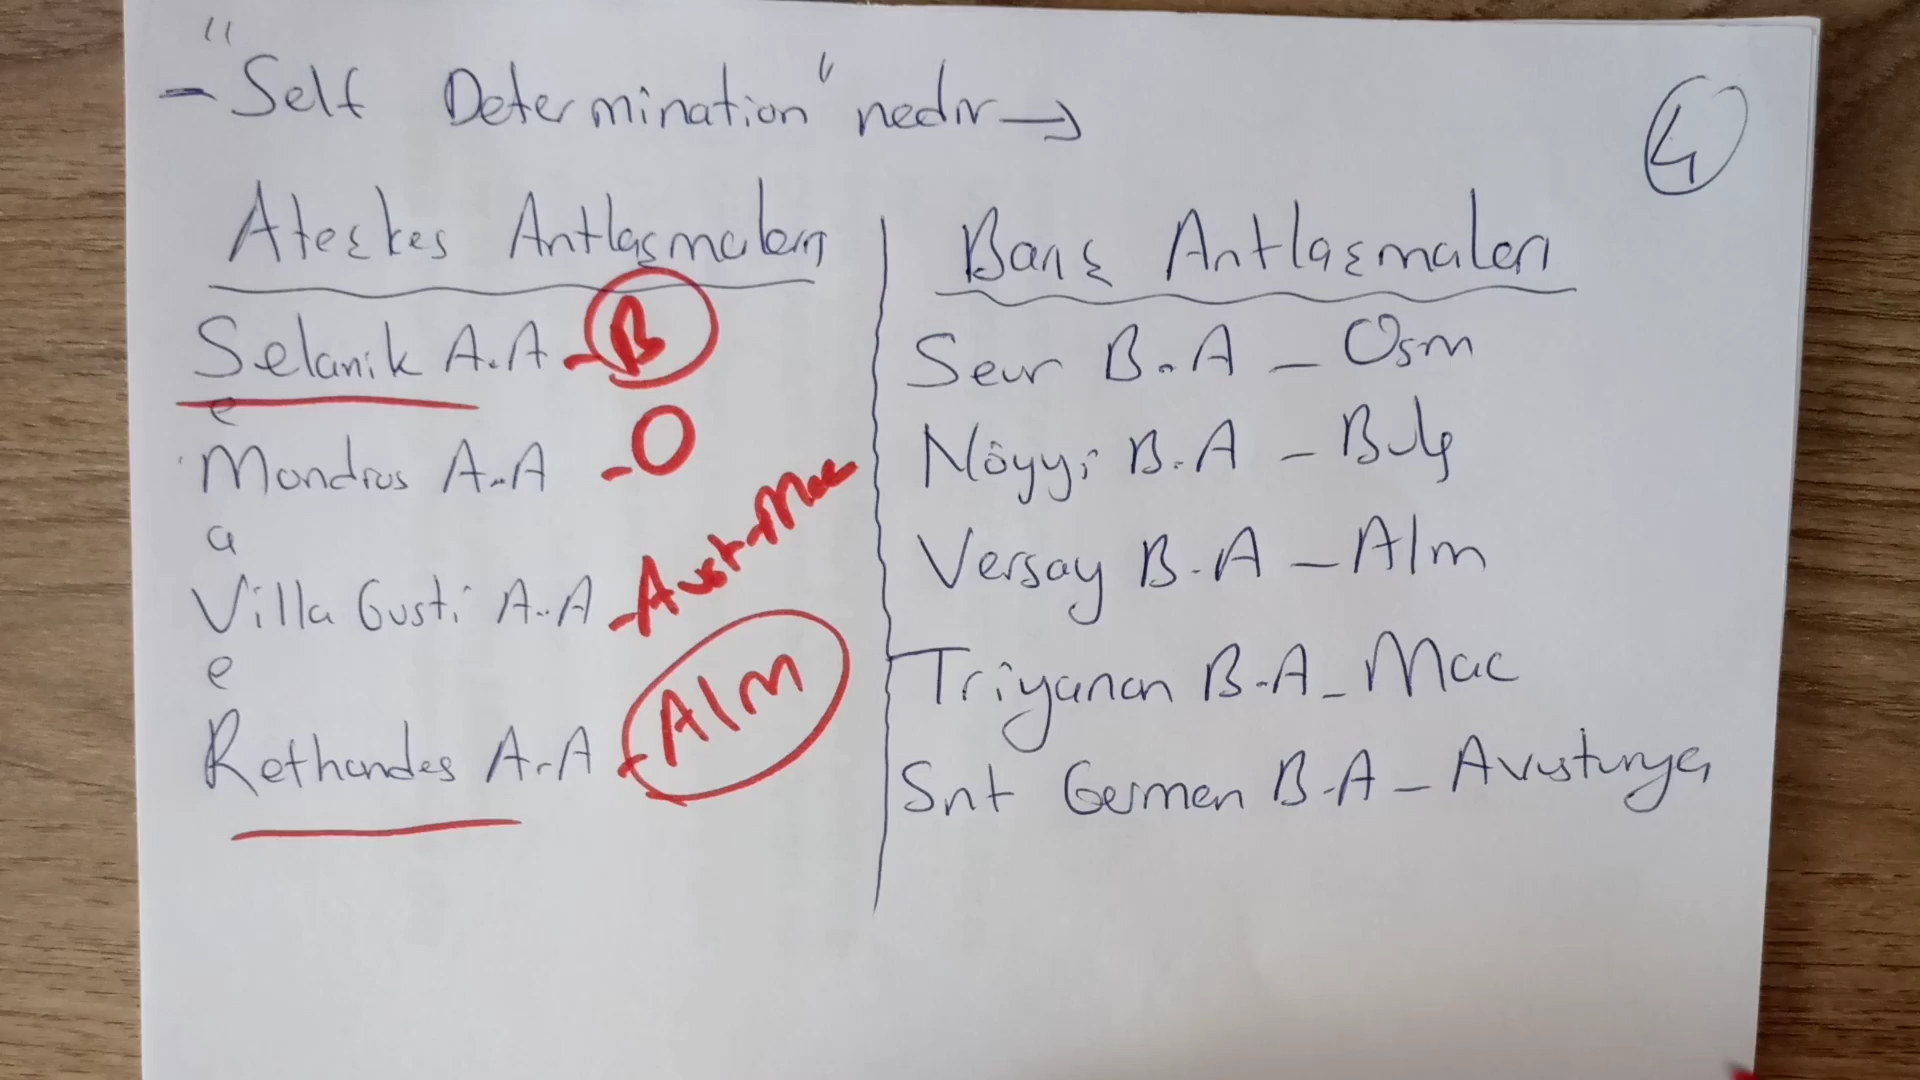 - "Self Determination" nedir →
4
Ateşkes Antlaşmaları
Selanik A.A - B
e
Mondros A.A - O
a
Villa Gusti A.A - Avust-Mac
e
Rethondes A.A - Alm
Barış Antlaşmaları
Sevr B.A - Osm
Nöyyi B.A - Bulg
Versay B.A - Alm
Triyanon B.A - Mac
Snt Germen B.A - Avusturya